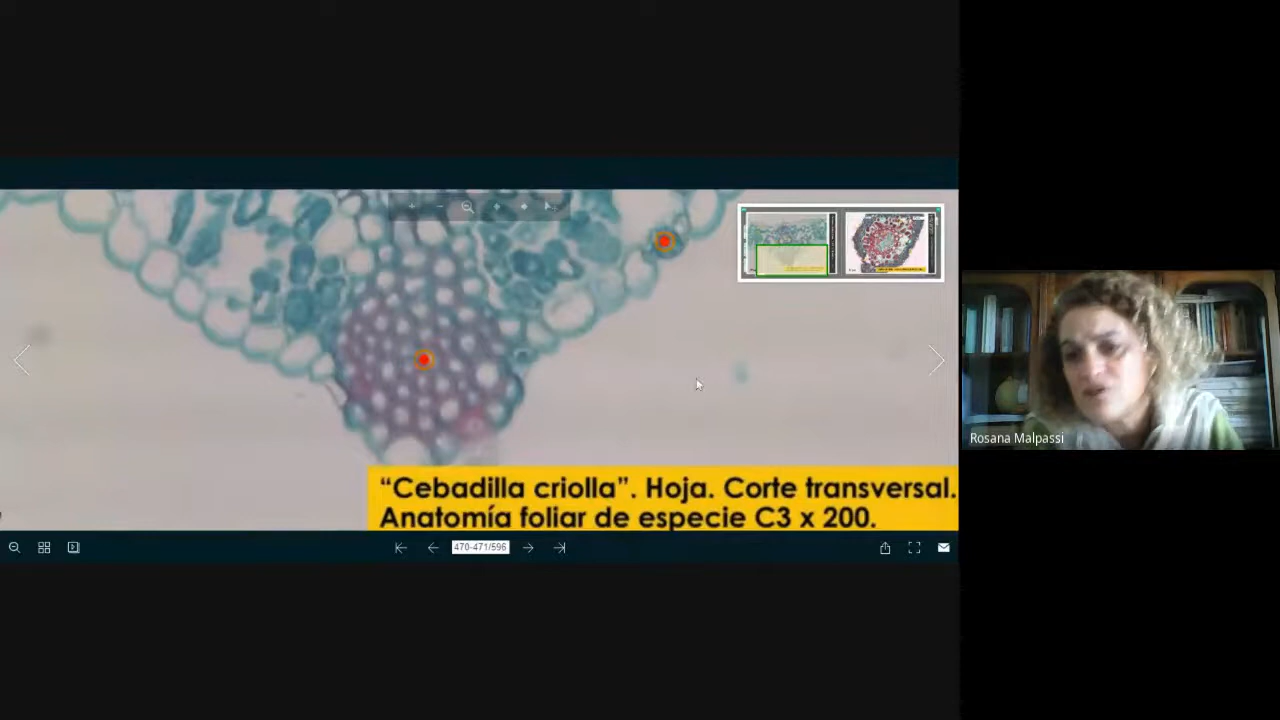 Rosana Malpassi
“Cebadilla criolla”. Hoja. Corte transversal.
Anatomía foliar de especie C3 x 200.
470-471/596